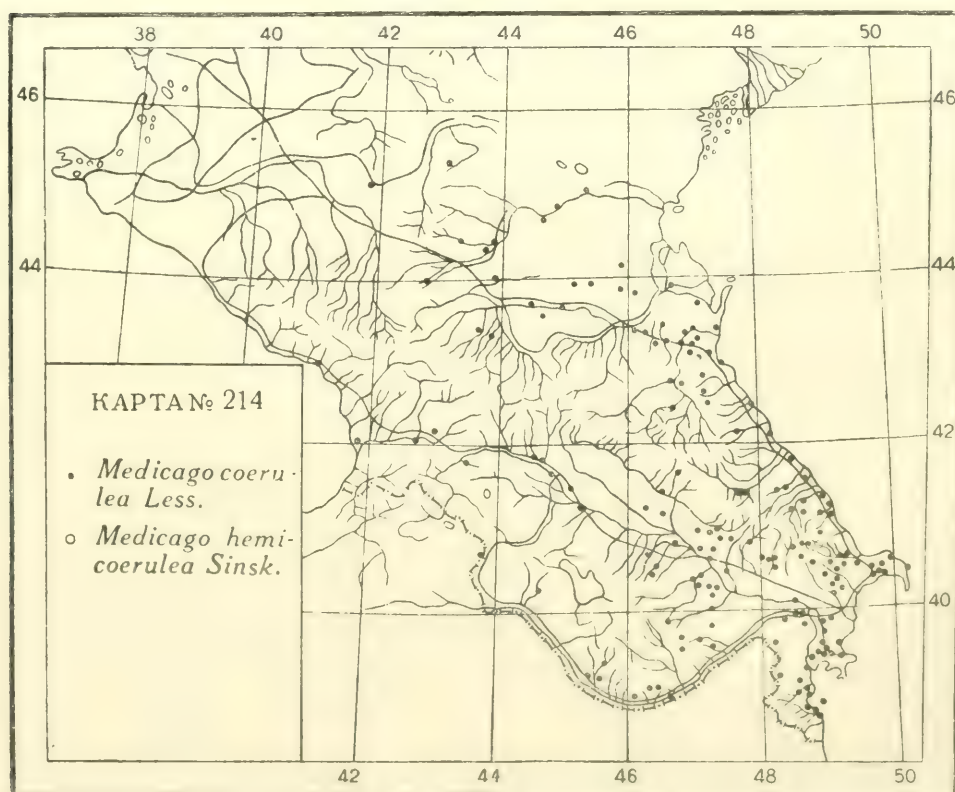 38 40 42 44 46 48 50
46 46
44 44
КАРТА № 214
42
• Medicago coeru-
lea Less.
○ Medicago hemi-
coerulea Sinsk.
40
42 44 46 48 50